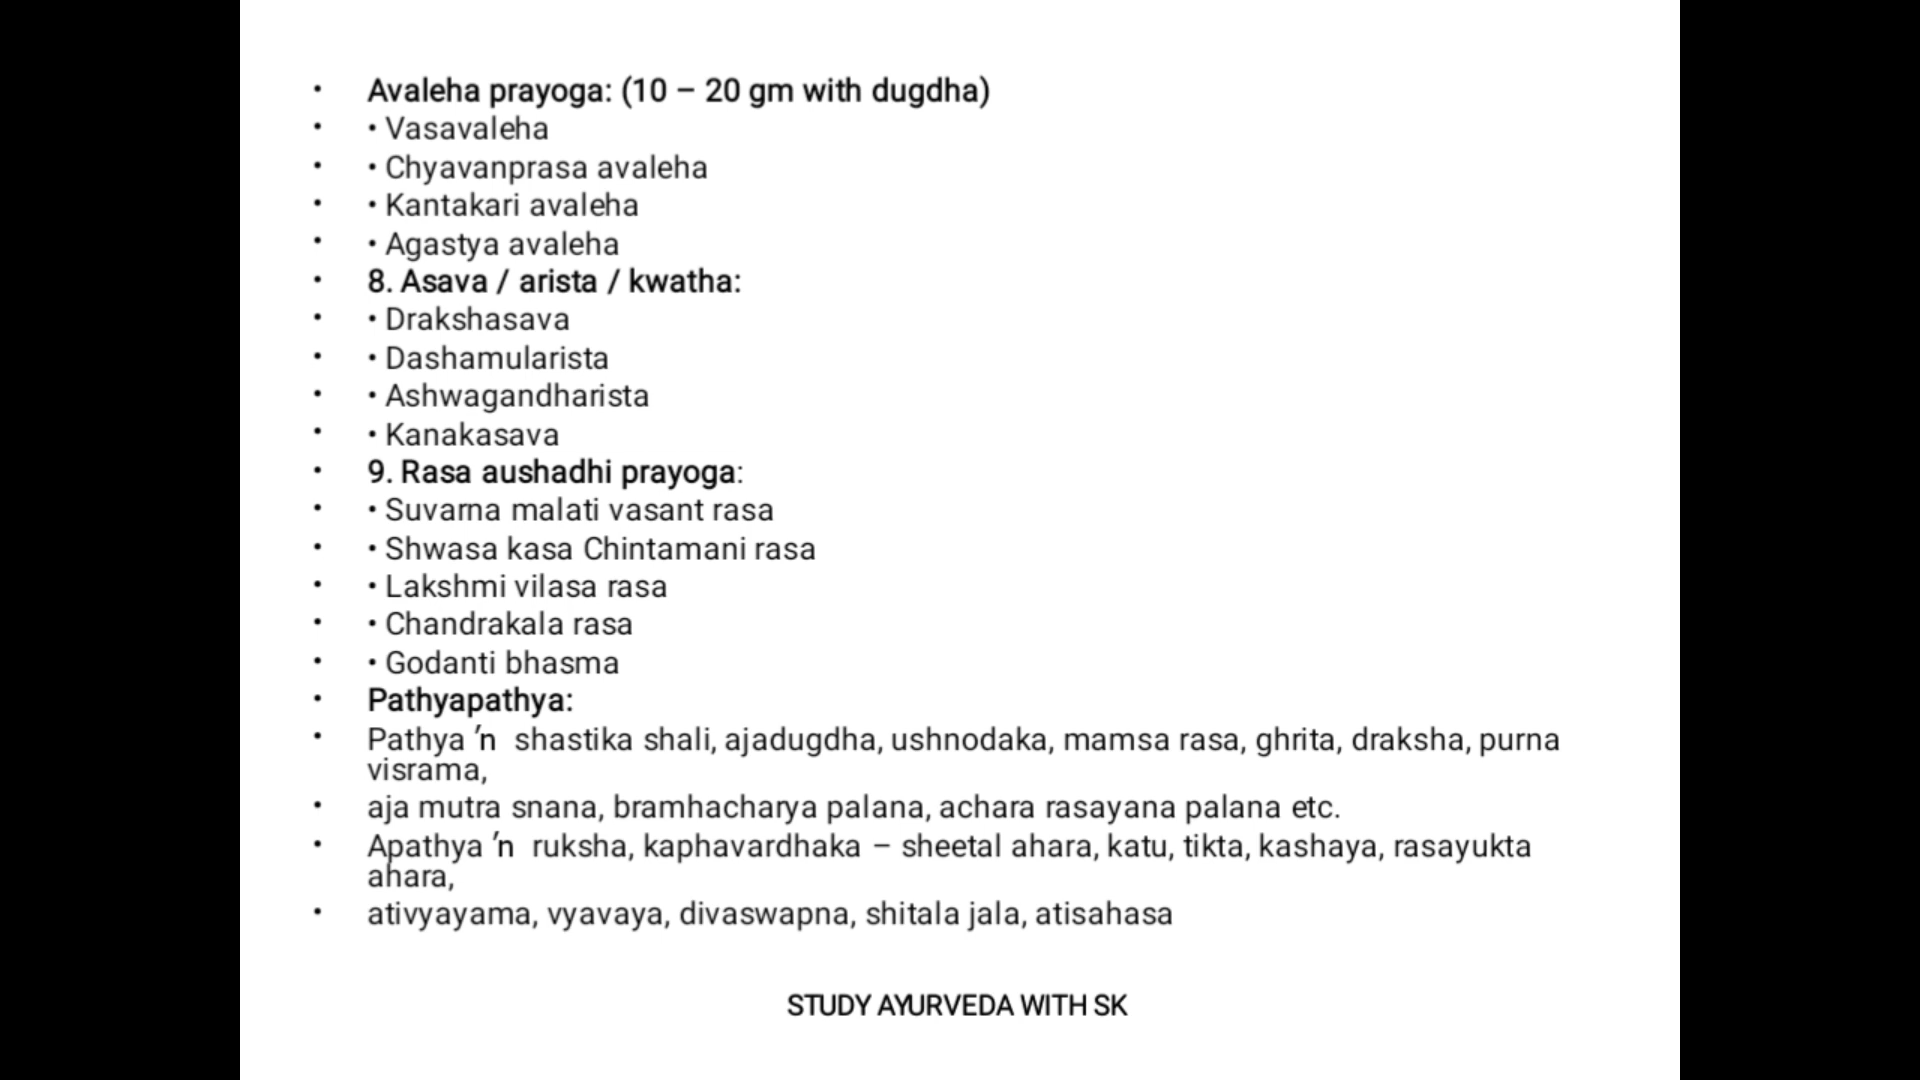 • Avaleha prayoga: (10 – 20 gm with dugdha)
• • Vasavaleha
• • Chyavanprasa avaleha
• • Kantakari avaleha
• • Agastya avaleha
• 8. Asava / arista / kwatha:
• • Drakshasava
• • Dashamularista
• • Ashwagandharista
• • Kanakasava
• 9. Rasa aushadhi prayoga:
• • Suvarna malati vasant rasa
• • Shwasa kasa Chintamani rasa
• • Lakshmi vilasa rasa
• • Chandrakala rasa
• • Godanti bhasma
• Pathyapathya:
• Pathya ŉ shastika shali, ajadugdha, ushnodaka, mamsa rasa, ghrita, draksha, purna
visrama,
• aja mutra snana, bramhacharya palana, achara rasayana palana etc.
• Apathya ŉ ruksha, kaphavardhaka – sheetal ahara, katu, tikta, kashaya, rasayukta
ahara,
• ativyayama, vyavaya, divaswapna, shitala jala, atisahasa
STUDY AYURVEDA WITH SK